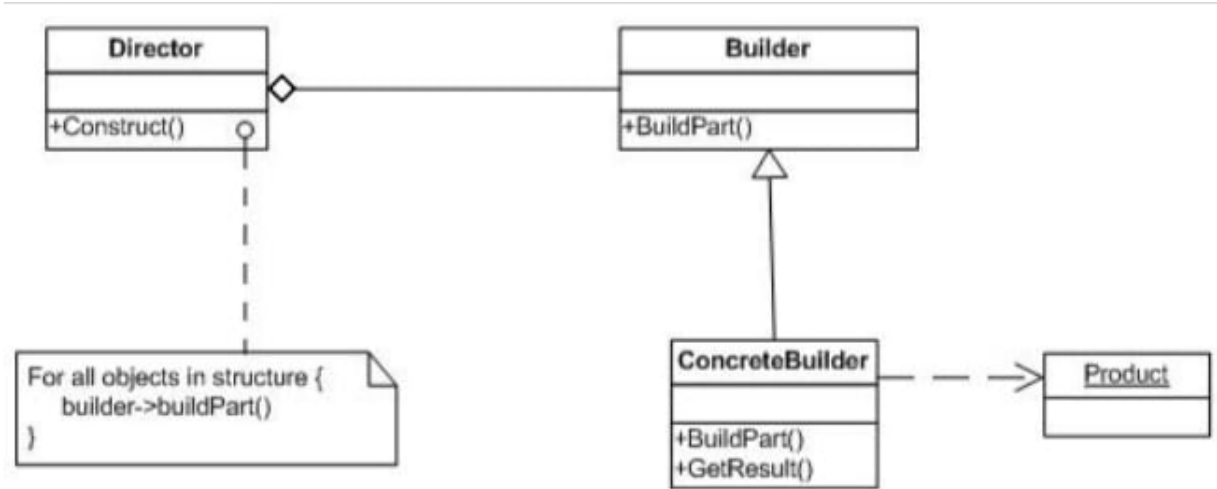 Director
+Construct()
Builder
+BuildPart()
For all objects in structure {
builder->buildPart()
}
ConcreteBuilder
+BuildPart()
+GetResult()
Product